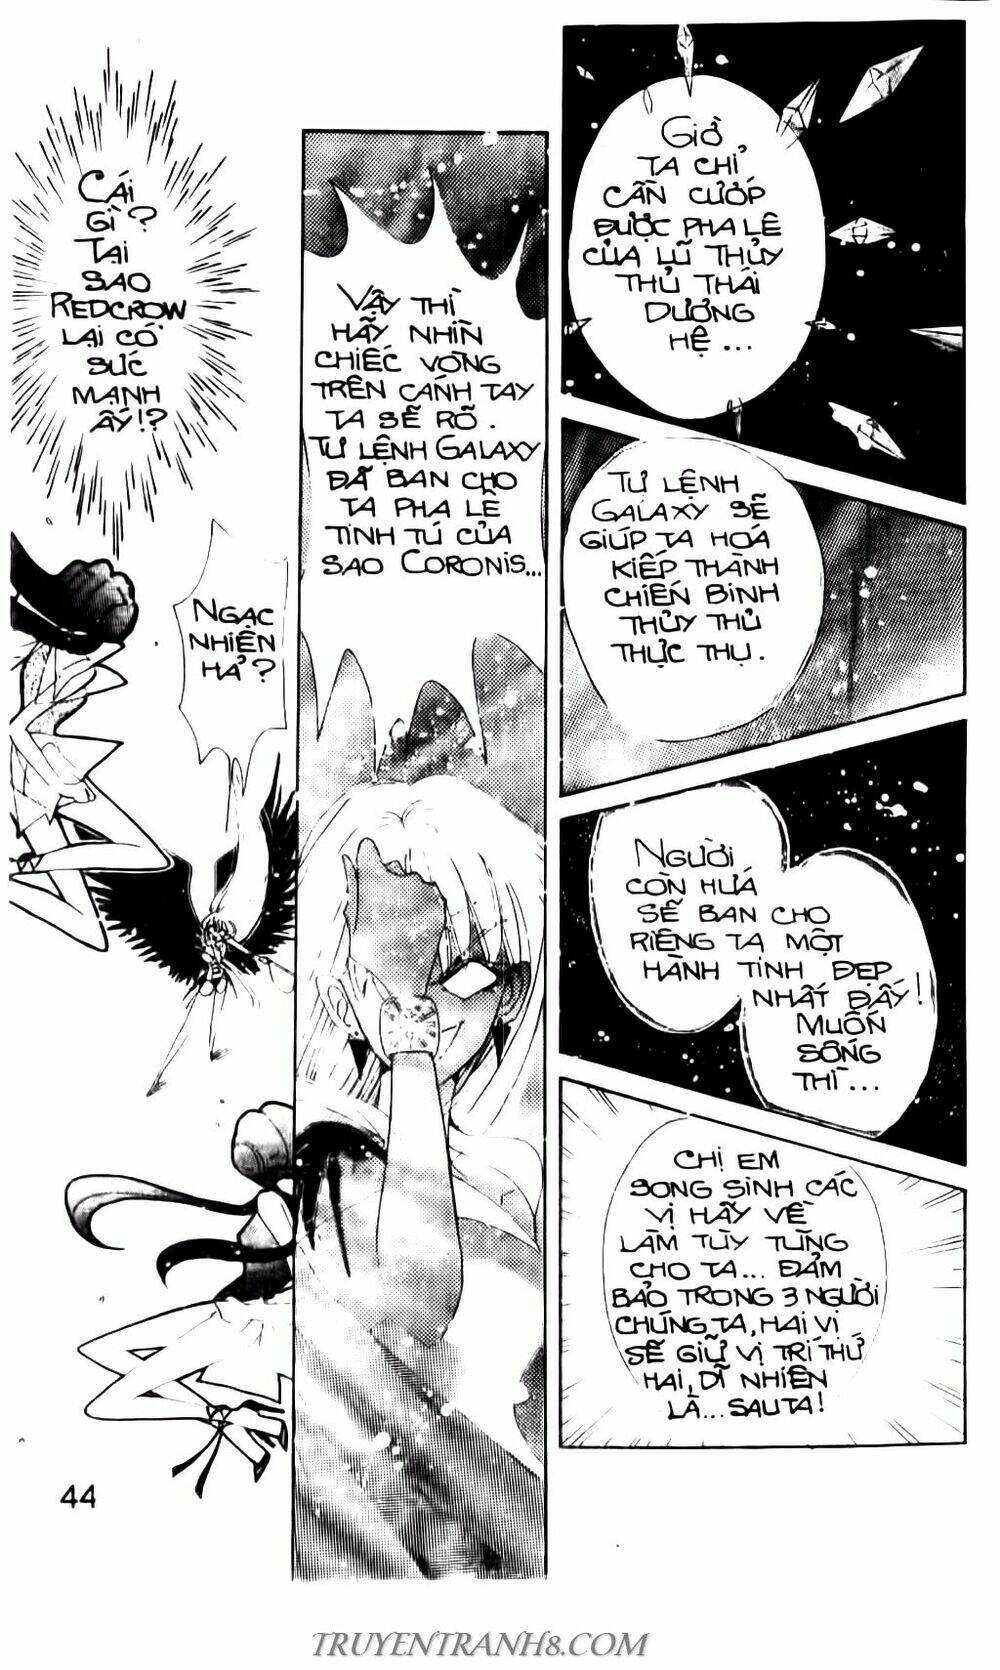 GIỜ
TA CHỈ
CẦN CƯỚP
ĐƯỢC PHA LÊ
CỦA LŨ THỦY
THỦ THÁI
DƯƠNG
HỆ ...
TƯ LỆNH
GALAXY SẼ
GIÚP TA HOÁ
KIẾP THÀNH
CHIẾN BINH
THỦY THỦ
THỰC THỤ.
NGƯỜI
CÒN HỨA
SẼ BAN CHO
RIÊNG TA MỘT
HÀNH TINH ĐẸP
NHẤT ĐẤY!
MUỐN
SỐNG
THÌ ...
CHỊ EM
SONG SINH CÁC
VỊ HÃY VỀ
LÀM TÙY TÙNG
CHO TA... ĐẢM
BẢO TRONG 3 NGƯỜI
CHÚNG TA, HAI VỊ
SẼ GIỮ VỊ TRÍ THỨ
HAI, DĨ NHIÊN
LÀ... SAU TA!
VẬY THÌ
HÃY NHÌN
CHIẾC VÒNG
TRÊN CÁNH TAY
TA SẼ RÕ.
TƯ LỆNH GALAXY
ĐÃ BAN CHO
TA PHA LÊ
TINH TÚ CỦA
SAO CORONIS...
CÁI
GÌ?
TẠI
SAO
REDCROW
LẠI CÓ
SỨC
MẠNH
ẤY!?
NGẠC
NHIÊN
HẢ?
44
TRUYENTRANH8.COM